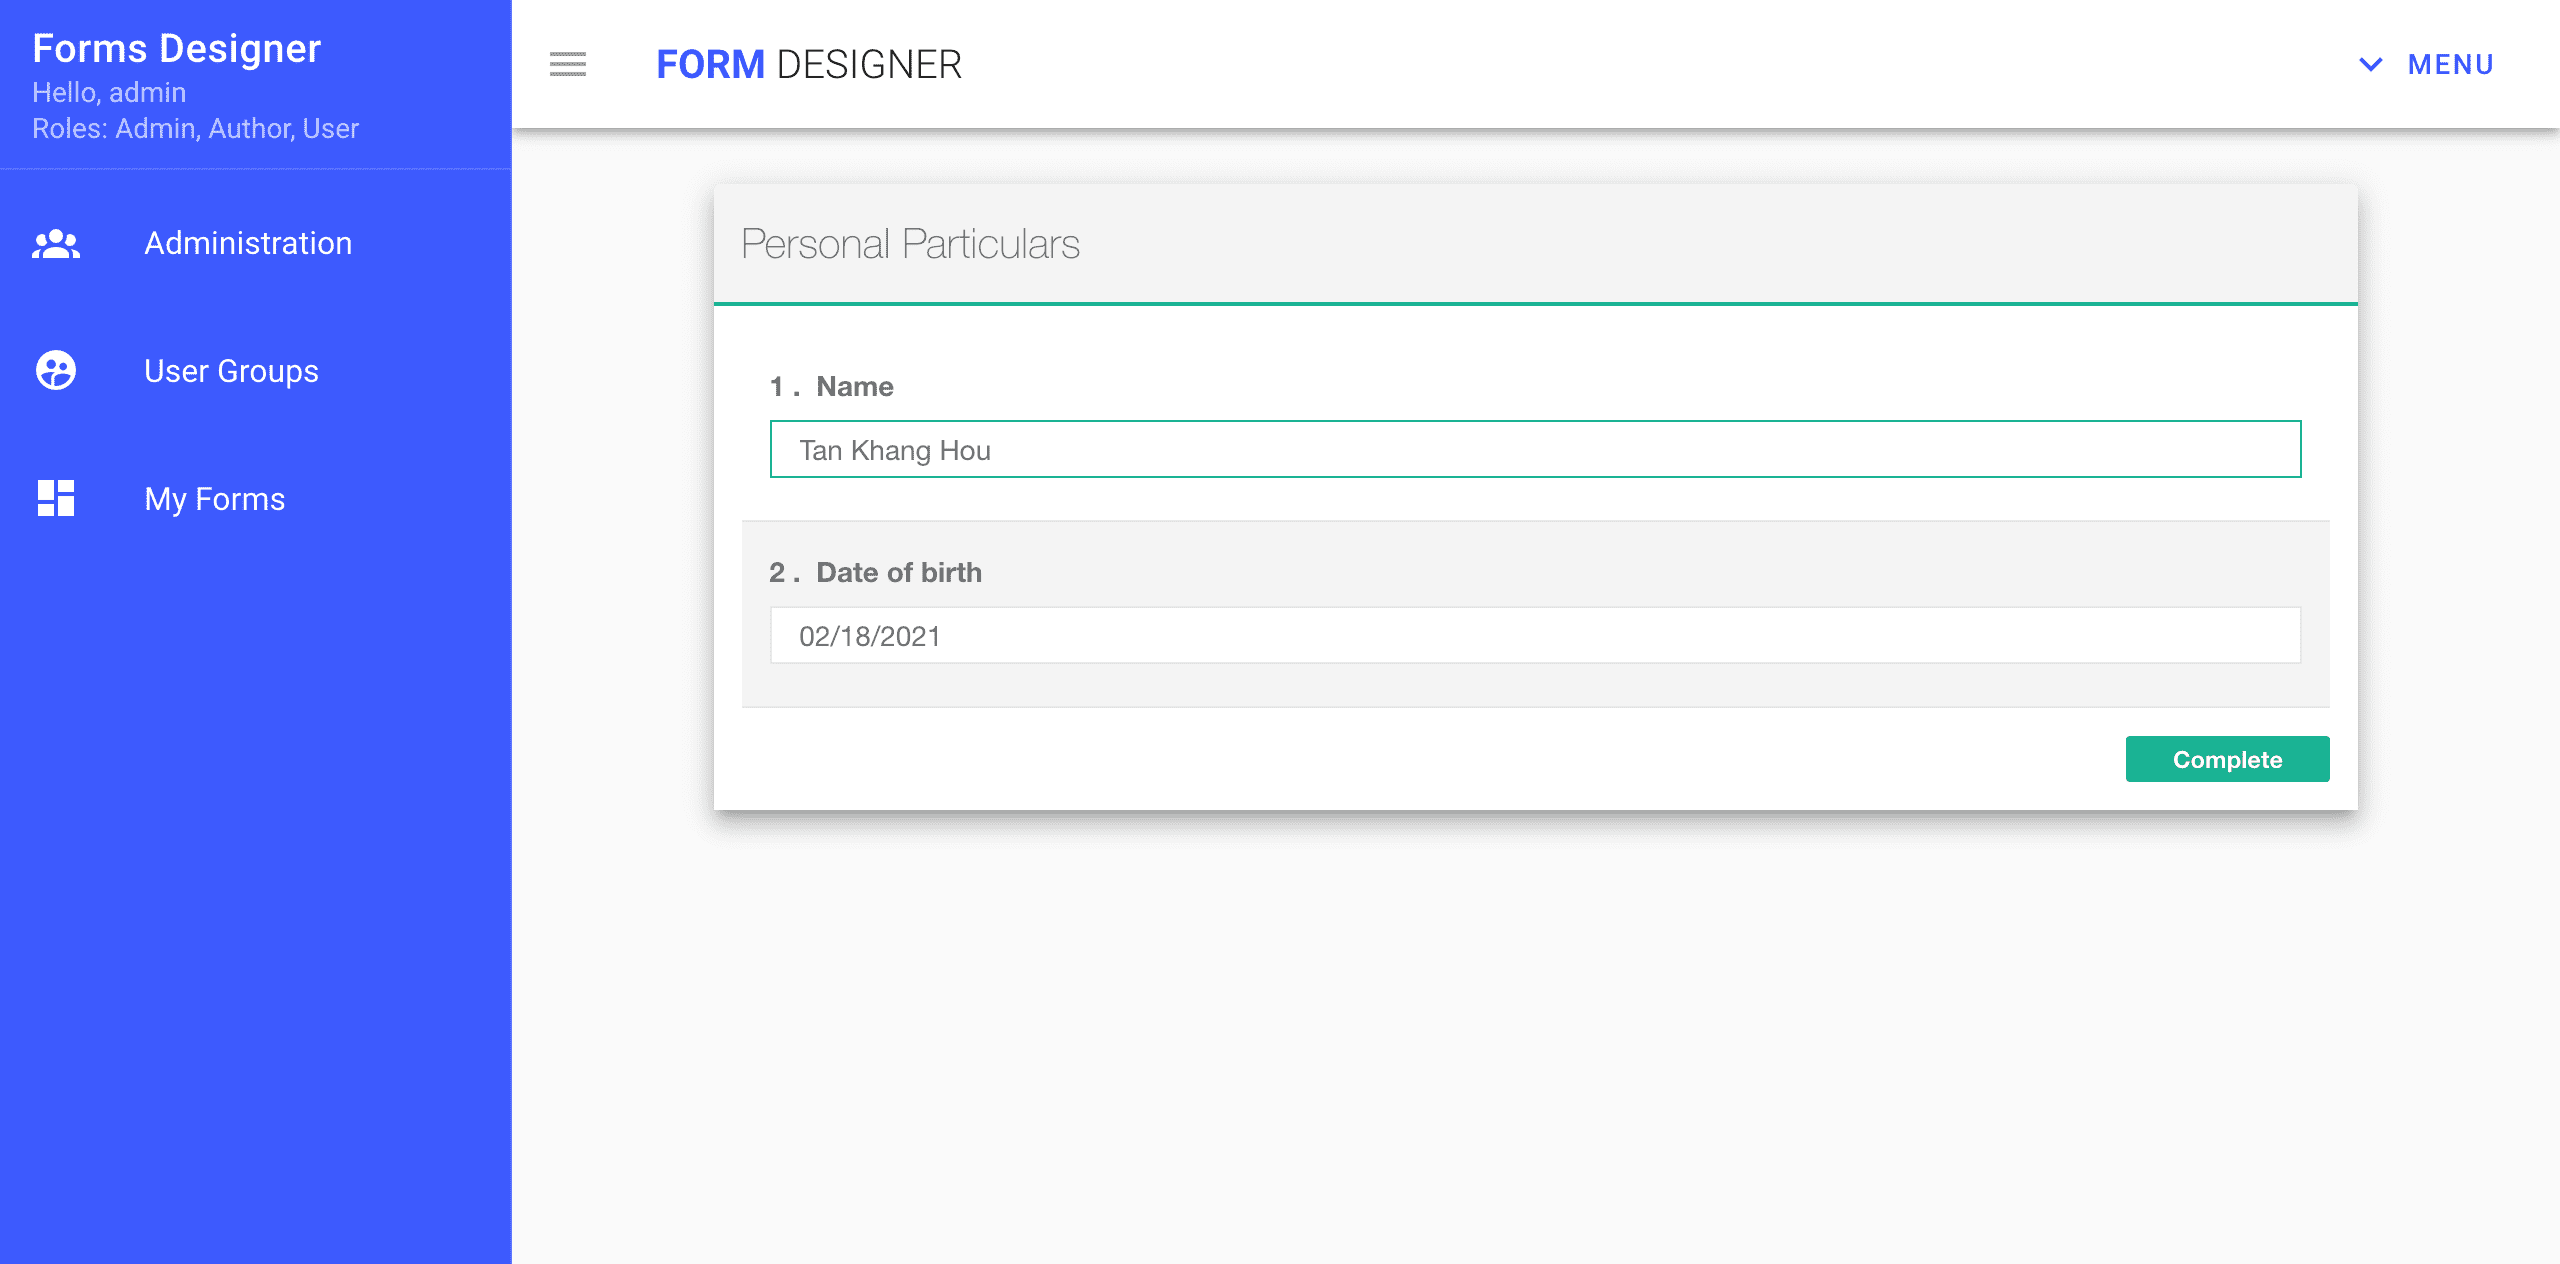 Forms Designer
Hello, admin
Roles: Admin, Author, User
Administration
User Groups
My Forms
FORM DESIGNER
MENU
Personal Particulars
1 . Name
Tan Khang Hou
2 . Date of birth
02/18/2021
Complete